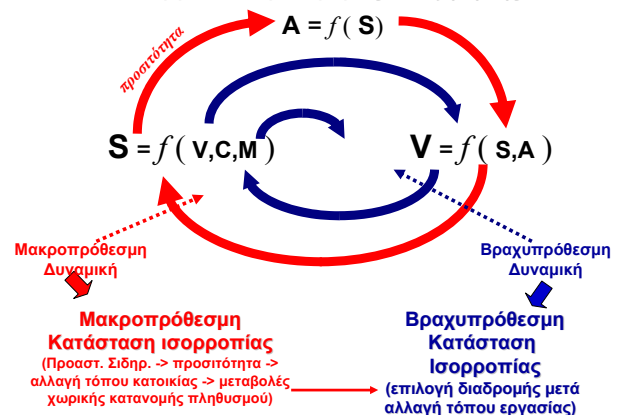 A = f ( S)
προσιτότητα
S = f ( V,C,M )
V = f ( S,A )
Μακροπρόθεσμη
Δυναμική
Βραχυπρόθεσμη
Δυναμική
Μακροπρόθεσμη
Κατάσταση ισορροπίας
(Προαστ. Σιδηρ. -> προσιτότητα ->
αλλαγή τόπου κατοικίας -> μεταβολές
χωρικής κατανομής πληθυσμού)
Βραχυπρόθεσμη
Κατάσταση
Ισορροπίας
(επιλογή διαδρομής μετά
αλλαγή τόπου εργασίας)